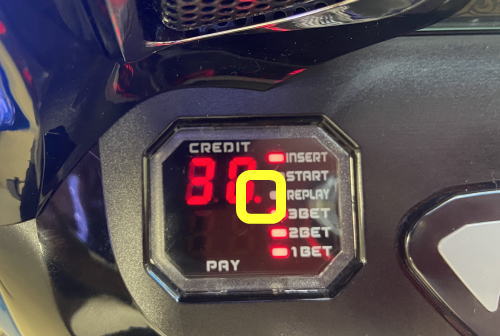 CREDIT
INSERT
START
REPLAY
3BET
2BET
1BET
PAY